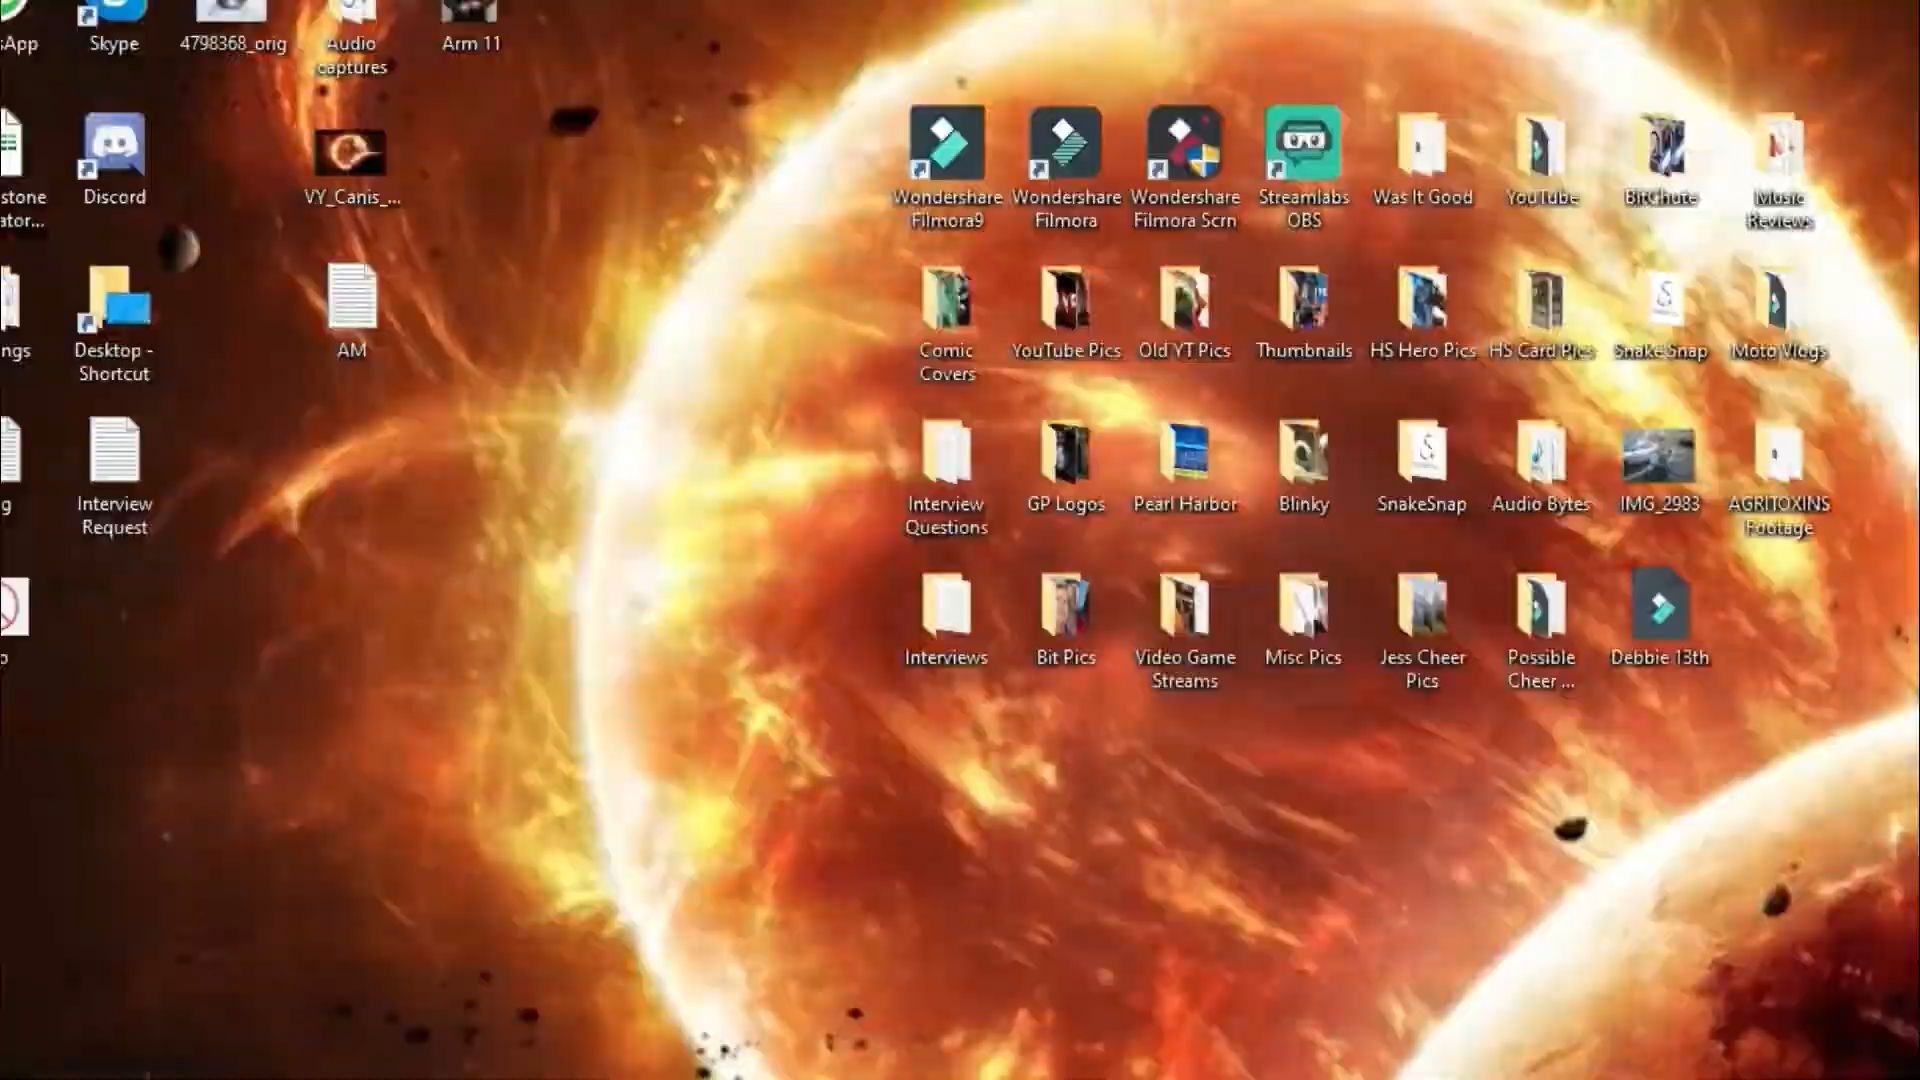 sApp
Skype
4798368_orig
Audio
captures
Arm 11
stone
ator...
Discord
VY_Canis_...
Wondershare
Filmora9
Wondershare
Filmora
Wondershare
Filmora Scrn
Streamlabs
OBS
Was It Good
YouTube
BitChute
Music
Reviews
ngs
Desktop -
Shortcut
AM
Comic
Covers
YouTube Pics
Old YT Pics
Thumbnails
HS Hero Pics
HS Card Pics
Snake Snap
Moto Vlogs
g
Interview
Request
Interview
Questions
GP Logos
Pearl Harbor
Blinky
SnakeSnap
Audio Bytes
IMG_2983
AGRITOXINS
Footage
Interviews
Bit Pics
Video Game
Streams
Misc Pics
Jess Cheer
Pics
Possible
Cheer ...
Debbie 13th